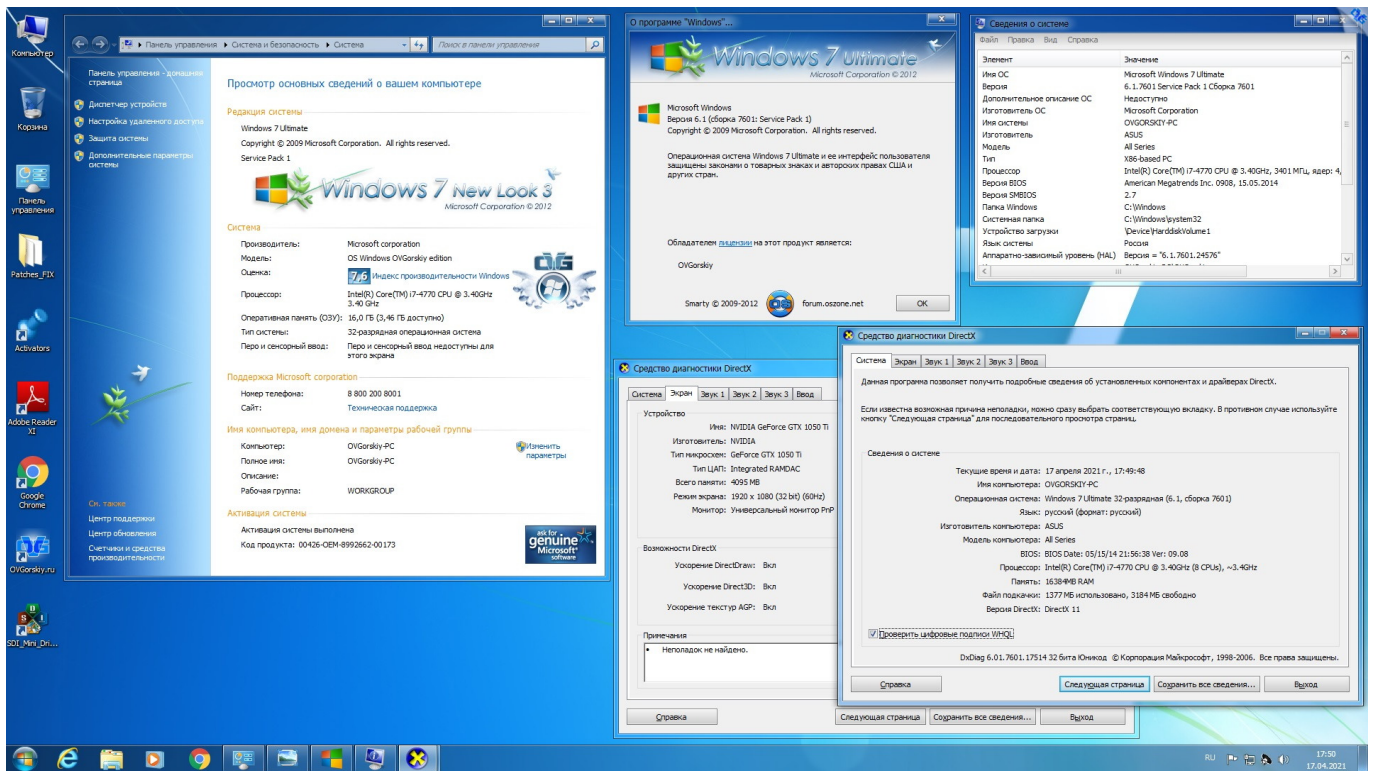 Компьютер
Корзина
Панель
управления
Patches_FIX
Activators
Adobe Reader
XI
Google
Chrome
OVGorskiy.ru
SDI_Mini_Dri...
Панель управления
Система и безопасность
Система
Поиск в панели управления
Панель управления - домашняя
страница
Диспетчер устройств
Настройка удаленного доступа
Защита системы
Дополнительные параметры
системы
См. также
Центр поддержки
Центр обновления
Счетчики и средства
производительности
Просмотр основных сведений о вашем компьютере
Редакция системы
Windows 7 Ultimate
Copyright © 2009 Microsoft Corporation. All rights reserved.
Service Pack 1
Windows 7 New Look 3
Microsoft Corporation © 2012
Система
Производитель: Microsoft corporation
Модель: OS Windows OVGorskiy edition
Оценка: 7,6 Индекс производительности Windows
Процессор: Intel(R) Core(TM) i7-4770 CPU @ 3.40GHz
3.40 GHz
Оперативная память (ОЗУ): 16,0 ГБ (3,46 ГБ доступно)
Тип системы: 32-разрядная операционная система
Перо и сенсорный ввод: Перо и сенсорный ввод недоступны для
этого экрана
OVG
Поддержка Microsoft corporation
Номер телефона: 8 800 200 8001
Сайт: Техническая поддержка
Имя компьютера, имя домена и параметры рабочей группы
Компьютер: OVGorskiy-PC
Изменить
параметры
Полное имя: OVGorskiy-PC
Описание:
Рабочая группа: WORKGROUP
Активация системы
Активация системы выполнена
Код продукта: 00426-OEM-8992662-00173
ask for
genuine
Microsoft
software
О программе "Windows"...
Windows 7 Ultimate
Microsoft Corporation © 2012
Microsoft Windows
Версия 6.1 (сборка 7601: Service Pack 1)
Copyright © 2009 Microsoft Corporation. All rights reserved.
Операционная система Windows 7 Ultimate и ее интерфейс пользователя
защищены законами о товарных знаках и авторских правах США и
других стран.
Обладателем лицензии на этот продукт является:
OVGorskiy
Smarty © 2009-2012 forum.oszone.net
OK
Сведения о системе
Файл Правка Вид Справка
Элемент Значение
Имя ОС Microsoft Windows 7 Ultimate
Версия 6.1.7601 Service Pack 1 Сборка 7601
Дополнительное описание ОС Недоступно
Изготовитель ОС Microsoft Corporation
Имя системы OVGORSKIY-PC
Изготовитель ASUS
Модель All Series
Тип X86-based PC
Процессор Intel(R) Core(TM) i7-4770 CPU @ 3.40GHz, 3401 МГц, ядер: 4,
Версия BIOS American Megatrends Inc. 0908, 15.05.2014
Версия SMBIOS 2.7
Папка Windows C:\Windows
Системная папка C:\Windows\system32
Устройство загрузки \Device\HarddiskVolume1
Язык системы Россия
Аппаратно-зависимый уровень (HAL) Версия = "6.1.7601.24576"
Средство диагностики DirectX
Система Экран Звук 1 Звук 2 Звук 3 Ввод
Устройство
Имя: NVIDIA GeForce GTX 1050 Ti
Изготовитель: NVIDIA
Тип микросхем: GeForce GTX 1050 Ti
Тип ЦАП: Integrated RAMDAC
Всего памяти: 4095 MB
Режим экрана: 1920 x 1080 (32 bit) (60Hz)
Монитор: Универсальный монитор PnP
Возможности DirectX
Ускорение DirectDraw: Вкл
Ускорение Direct3D: Вкл
Ускорение текстур AGP: Вкл
Примечания
Неполадок не найдено.
Справка
Следующая страница
Сохранить все сведения...
Выход
Средство диагностики DirectX
Система Экран Звук 1 Звук 2 Звук 3 Ввод
Данная программа позволяет получить подробные сведения об установленных компонентах и драйверах DirectX.
Если известна возможная причина неполадки, можно сразу выбрать соответствующую вкладку. В противном случае используйте
кнопку "Следующая страница" для последовательного просмотра страниц.
Сведения о системе
Текущие время и дата: 17 апреля 2021 г., 17:49:48
Имя компьютера: OVGORSKIY-PC
Операционная система: Windows 7 Ultimate 32-разрядная (6.1, сборка 7601)
Язык: русский (формат: русский)
Изготовитель компьютера: ASUS
Модель компьютера: All Series
BIOS: BIOS Date: 05/15/14 21:56:38 Ver: 09.08
Процессор: Intel(R) Core(TM) i7-4770 CPU @ 3.40GHz (8 CPUs), ~3.4GHz
Память: 16384MB RAM
Файл подкачки: 1377 МБ использовано, 3184 МБ свободно
Версия DirectX: DirectX 11
Проверить цифровые подписи WHQL
DxDiag 6.01.7601.17514 32 бита Юникод © Корпорация Майкрософт, 1998-2006. Все права защищены.
Справка
Следующая страница
Сохранить все сведения...
Выход
RU
17:50
17.04.2021